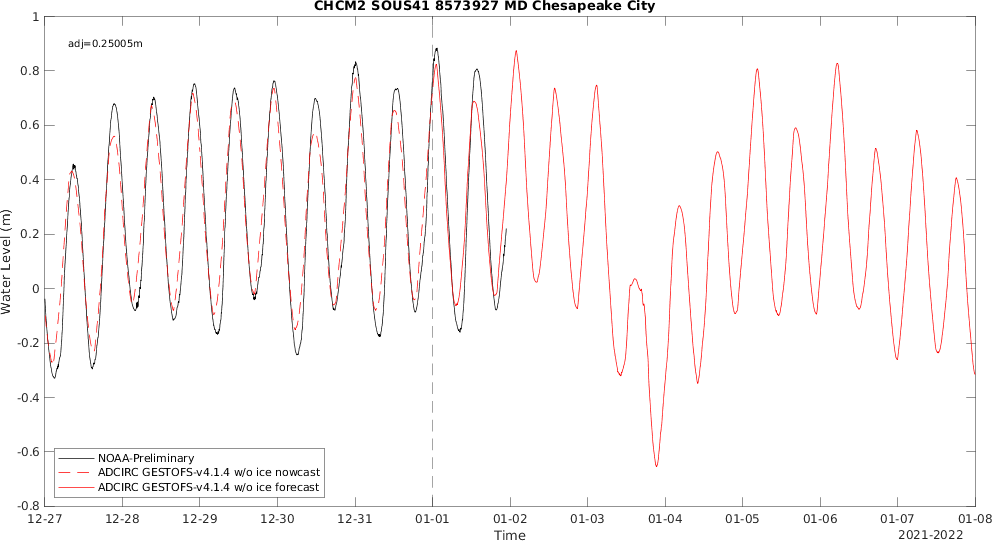 CHCM2 SOUS41 8573927 MD Chesapeake City
adj=0.25005m
1
0.8
0.6
0.4
0.2
0
-0.2
-0.4
-0.6
-0.8
Water Level (m)
NOAA-Preliminary
ADCIRC GESTOFS-v4.1.4 w/o ice nowcast
ADCIRC GESTOFS-v4.1.4 w/o ice forecast
12-27 12-28 12-29 12-30 12-31 01-01 01-02 01-03 01-04 01-05 01-06 01-07 01-08
Time
2021-2022